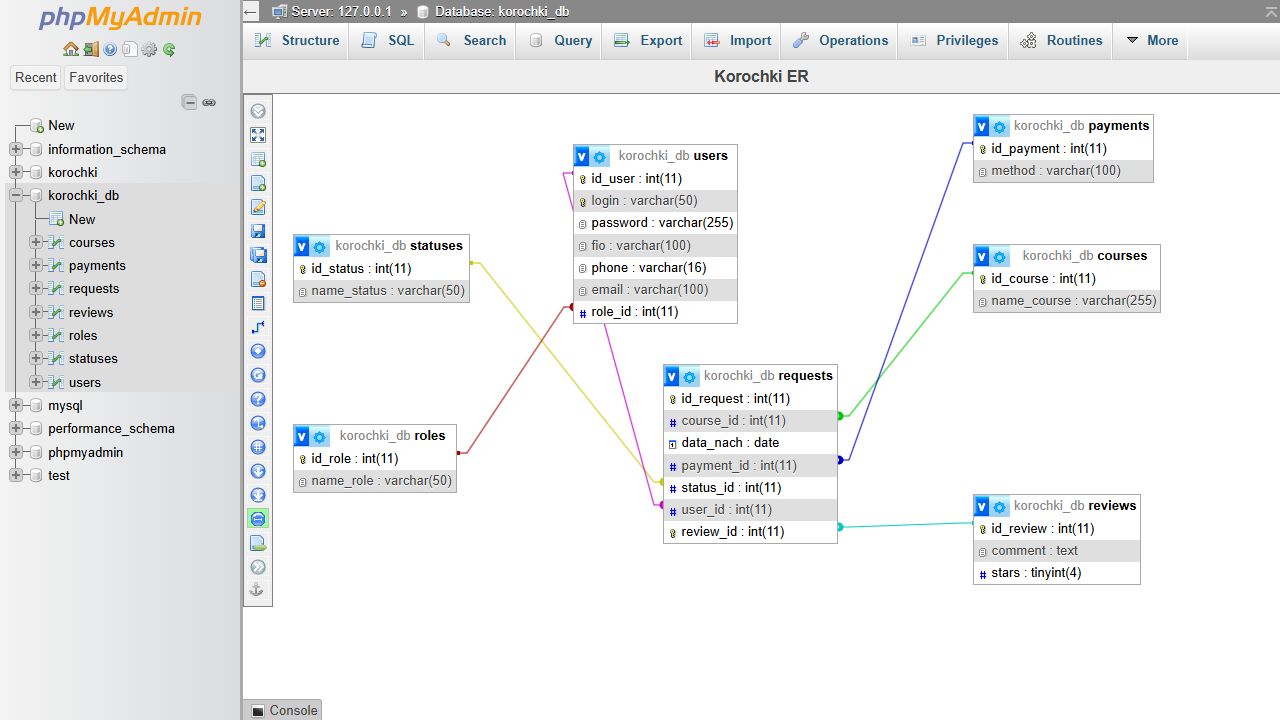 phpMyAdmin
Recent
Favorites
New
information_schema
korochki
korochki_db
New
courses
payments
requests
reviews
roles
statuses
users
mysql
performance_schema
phpmyadmin
test
Server: 127.0.0.1 » Database: korochki_db
Structure SQL Search Query Export Import Operations Privileges Routines More
Korochki ER
v korochki_db statuses
id_status : int(11)
name_status : varchar(50)
v korochki_db roles
id_role : int(11)
name_role : varchar(50)
v korochki_db users
id_user : int(11)
login : varchar(50)
password : varchar(255)
fio : varchar(100)
phone : varchar(16)
email : varchar(100)
# role_id : int(11)
v korochki_db requests
id_request : int(11)
# course_id : int(11)
data_nach : date
# payment_id : int(11)
# status_id : int(11)
# user_id : int(11)
review_id : int(11)
v korochki_db payments
id_payment : int(11)
method : varchar(100)
v korochki_db courses
id_course : int(11)
name_course : varchar(255)
v korochki_db reviews
id_review : int(11)
comment : text
# stars : tinyint(4)
Console